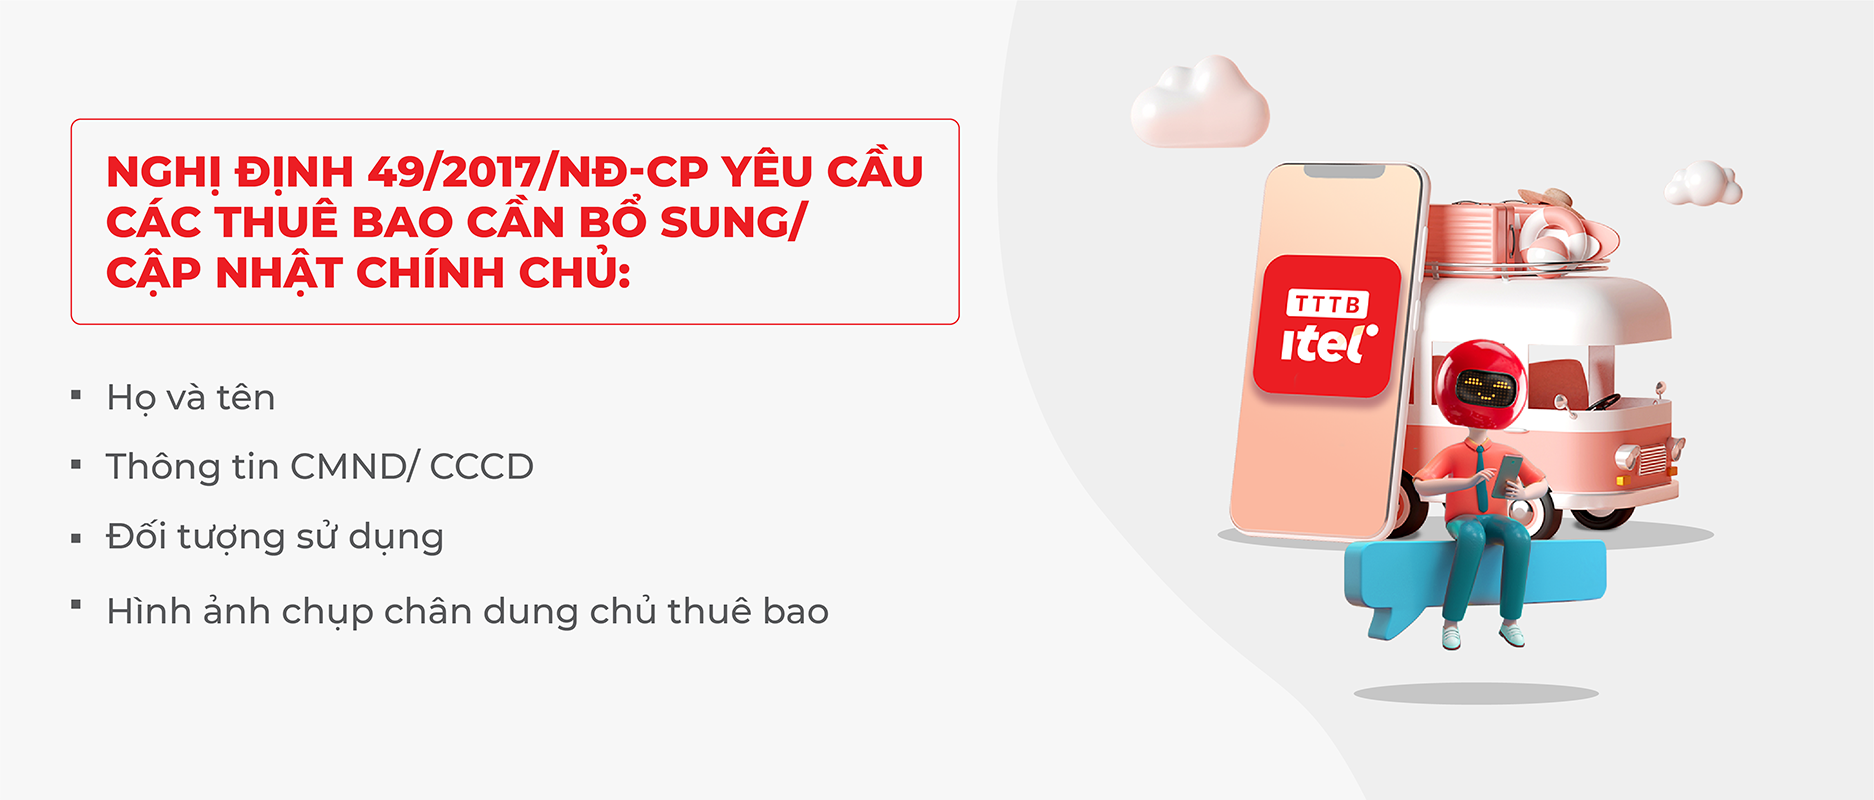 NGHỊ ĐỊNH 49/2017/NĐ-CP YÊU CẦU
CÁC THUÊ BAO CẦN BỔ SUNG/
CẬP NHẬT CHÍNH CHỦ:
Họ và tên
Thông tin CMND/ CCCD
Đối tượng sử dụng
Hình ảnh chụp chân dung chủ thuê bao
TTTB
itel